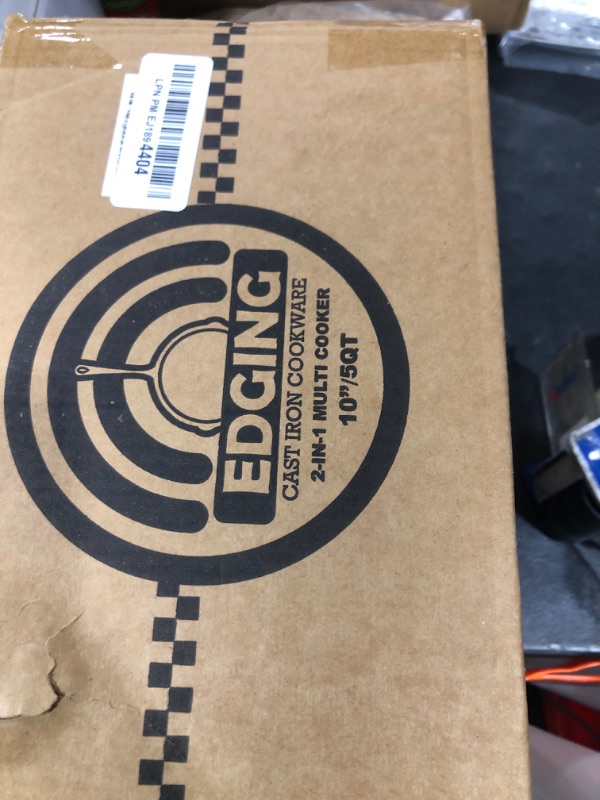 LPN PM EJ1894404
EDGING
CAST IRON COOKWARE
2-IN-1 MULTI COOKER
10"/5QT